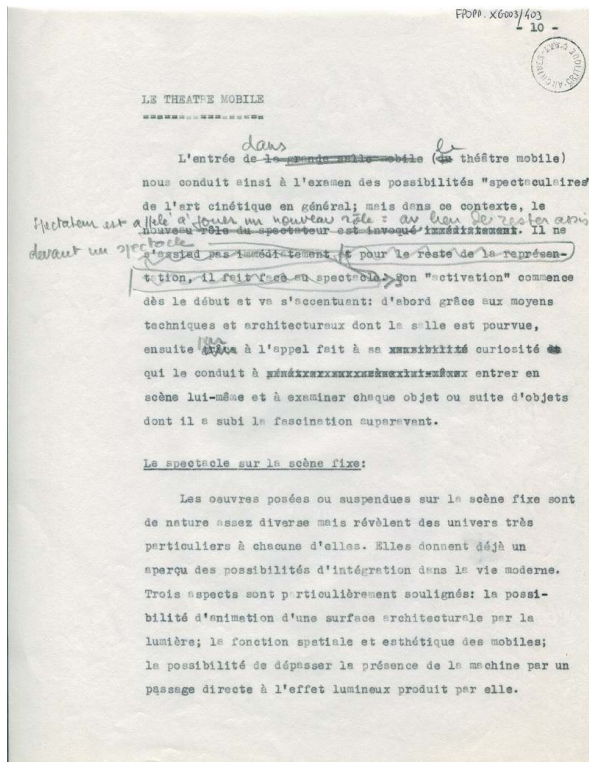 FPOPP. XG003/403
- 10 -
LE THEATRE MOBILE
dans le
L'entrée de la grande salle mobile (du théâtre mobile)
nous conduit ainsi à l'examen des possibilités "spectaculaires"
de l'art cinétique en général; mais dans ce contexte, le
spectateur est appelé à jouer un nouveau rôle : au lieu de rester assis
nouveau rôle du spectateur est invoqué immédiatement. Il ne
devant un spectacle
s'assied pas immédiatement et pour le reste de la représen-
tation, il fait face au spectacle. Son "activation" commence
dès le début et va s'accentuant: d'abord grâce aux moyens
techniques et architecturaux dont la salle est pourvue,
par
ensuite à l'appel fait à sa sensibilité curiosité et
qui le conduit à entrer en
scène lui-même et à examiner chaque objet ou suite d'objets
dont il a subi la fascination auparavant.
Le spectacle sur la scène fixe:
Les oeuvres posées ou suspendues sur la scène fixe sont
de nature assez diverse mais révèlent des univers très
particuliers à chacune d'elles. Elles donnent déjà un
aperçu des possibilités d'intégration dans la vie moderne.
Trois aspects sont particulièrement soulignés: la possi-
bilité d'animation d'une surface architecturale par la
lumière; la fonction spatiale et esthétique des mobiles;
la possibilité de dépasser la présence de la machine par un
passage directe à l'effet lumineux produit par elle.